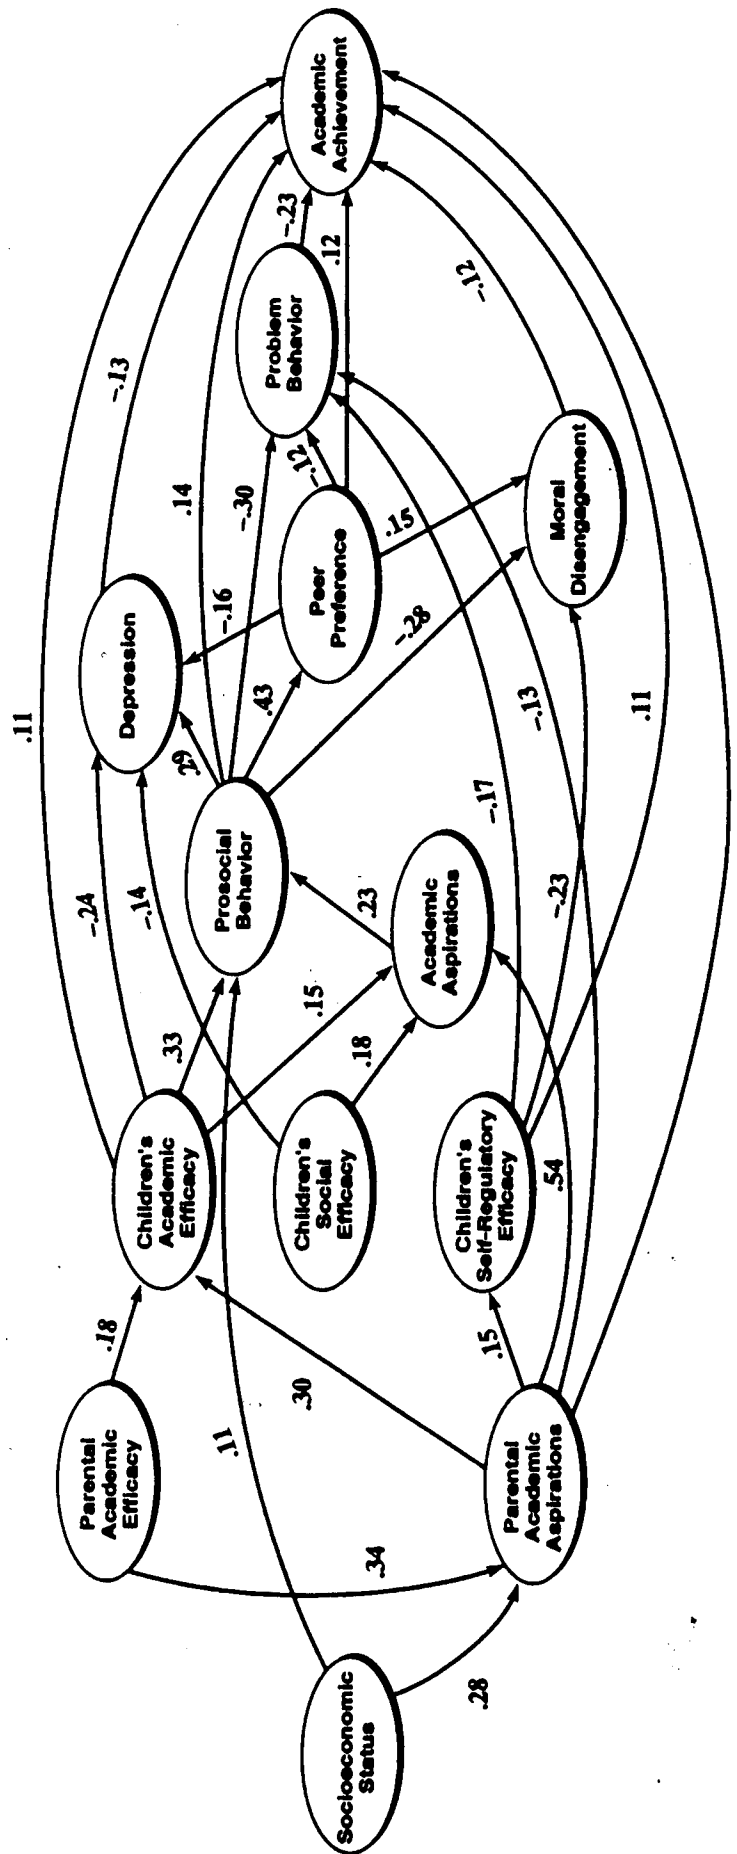 .11
Parental
Academic
Efficacy
.18
Children's
Academic
Efficacy
-.24
-.14
Depression
-.13
.33
.29
-.16
.14
.11
.30
.15
Prosocial
Behavior
.43
-.30
Problem
Behavior
-.23
-.12
.12
Academic
Achievement
Socioeconomic
Status
.34
.28
Children's
Social
Efficacy
.18
.23
Peer
Preference
.15
-.28
Academic
Aspirations
-.12
Parental
Academic
Aspirations
.15
Children's
Self-Regulatory
Efficacy
.54
-.17
-.13
-.23
.11
Moral
Disengagement